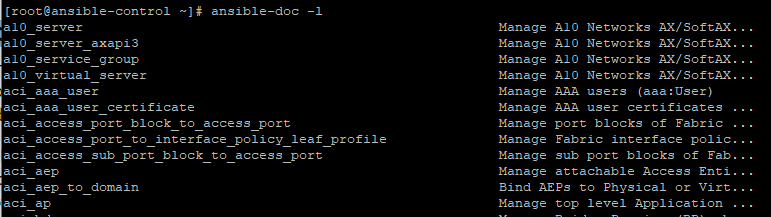 [root@ansible-control ~]# ansible-doc -l
a10_server Manage A10 Networks AX/SoftAX...
a10_server_axapi3 Manage A10 Networks AX/SoftAX...
a10_service_group Manage A10 Networks AX/SoftAX...
a10_virtual_server Manage A10 Networks AX/SoftAX...
aci_aaa_user Manage AAA users (aaa:User)
aci_aaa_user_certificate Manage AAA user certificates ...
aci_access_port_block_to_access_port Manage port blocks of Fabric ...
aci_access_port_to_interface_policy_leaf_profile Manage Fabric interface polic...
aci_access_sub_port_block_to_access_port Manage sub port blocks of Fab...
aci_aep Manage attachable Access Enti...
aci_aep_to_domain Bind AEPs to Physical or Virt...
aci_ap Manage top level Application ...